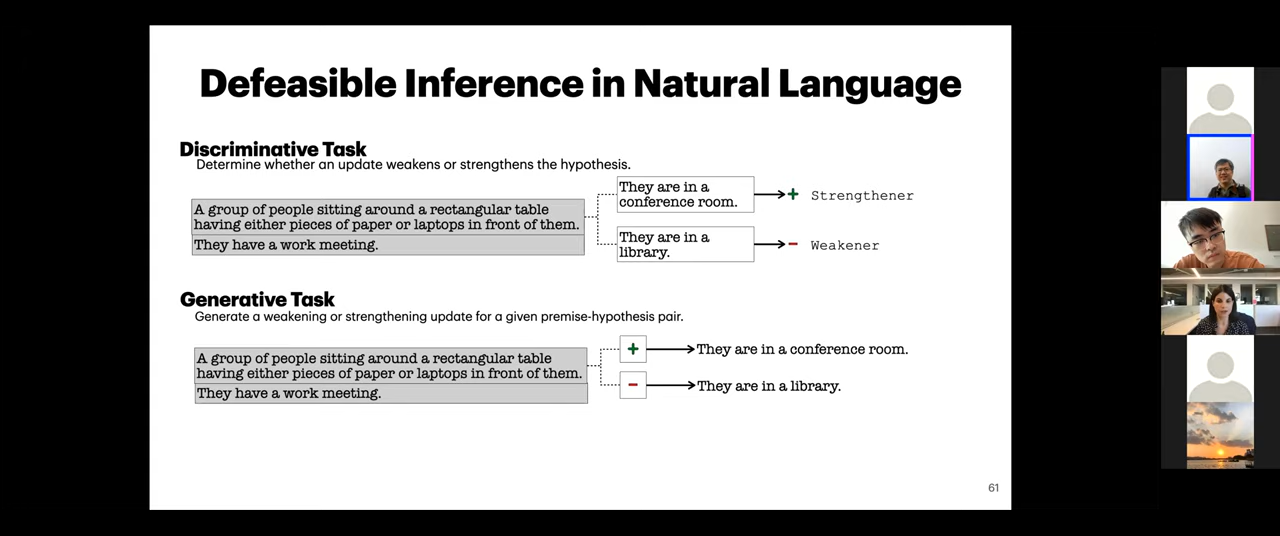 Defeasible Inference in Natural Language
Discriminative Task
Determine whether an update weakens or strengthens the hypothesis.
A group of people sitting around a rectangular table
having either pieces of paper or laptops in front of them.
They have a work meeting.
They are in a
conference room.
+ Strengthener
They are in a
library.
- Weakener
Generative Task
Generate a weakening or strengthening update for a given premise-hypothesis pair.
A group of people sitting around a rectangular table
having either pieces of paper or laptops in front of them.
They have a work meeting.
+ They are in a conference room.
- They are in a library.
61